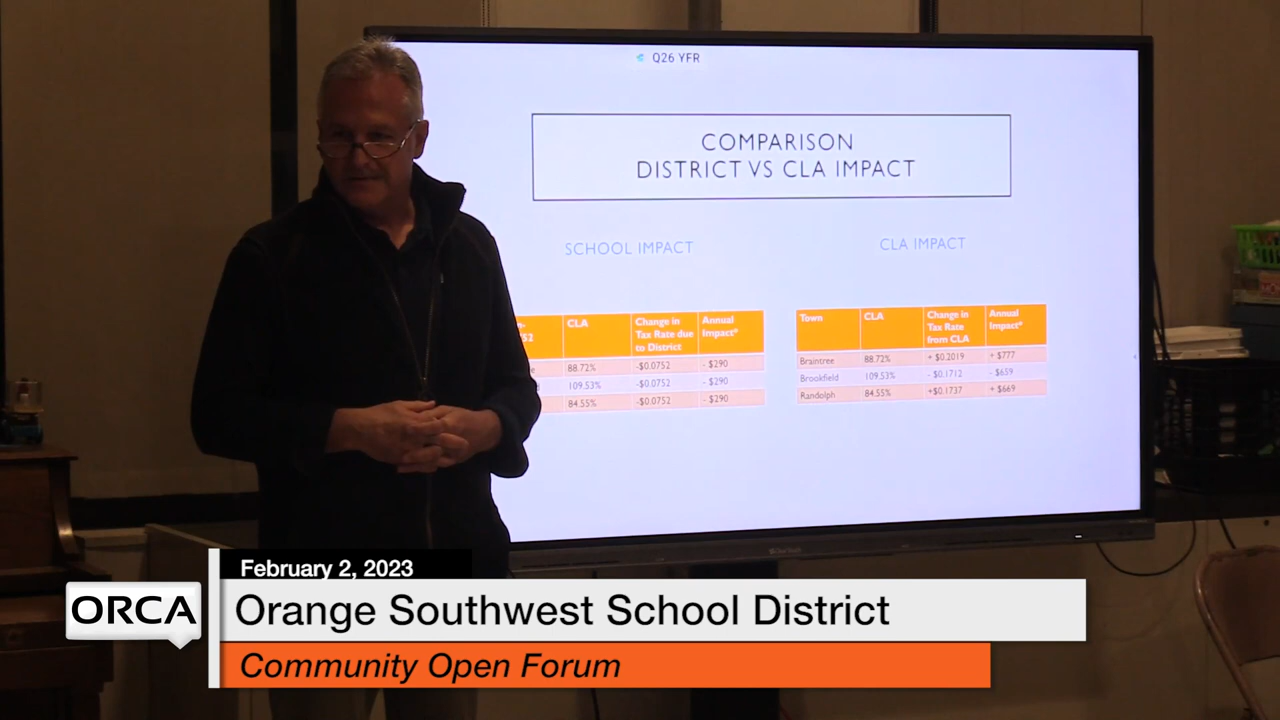 Q26 YFR
COMPARISON
DISTRICT VS CLA IMPACT
SCHOOL IMPACT
CLA IMPACT
CLA
Change in
Tax Rate due
to District
Annual
Impact*
88.72%
-$0.0752
- $290
109.53%
-$0.0752
- $290
84.55%
-$0.0752
- $290
Town
CLA
Change in
Tax Rate
from CLA
Annual
Impact*
Braintree
88.72%
+ $0.2019
+ $777
Brookfield
109.53%
- $0.1712
- $659
Randolph
84.55%
+$0.1737
+ $669
February 2, 2023
ORCA
Orange Southwest School District
Community Open Forum